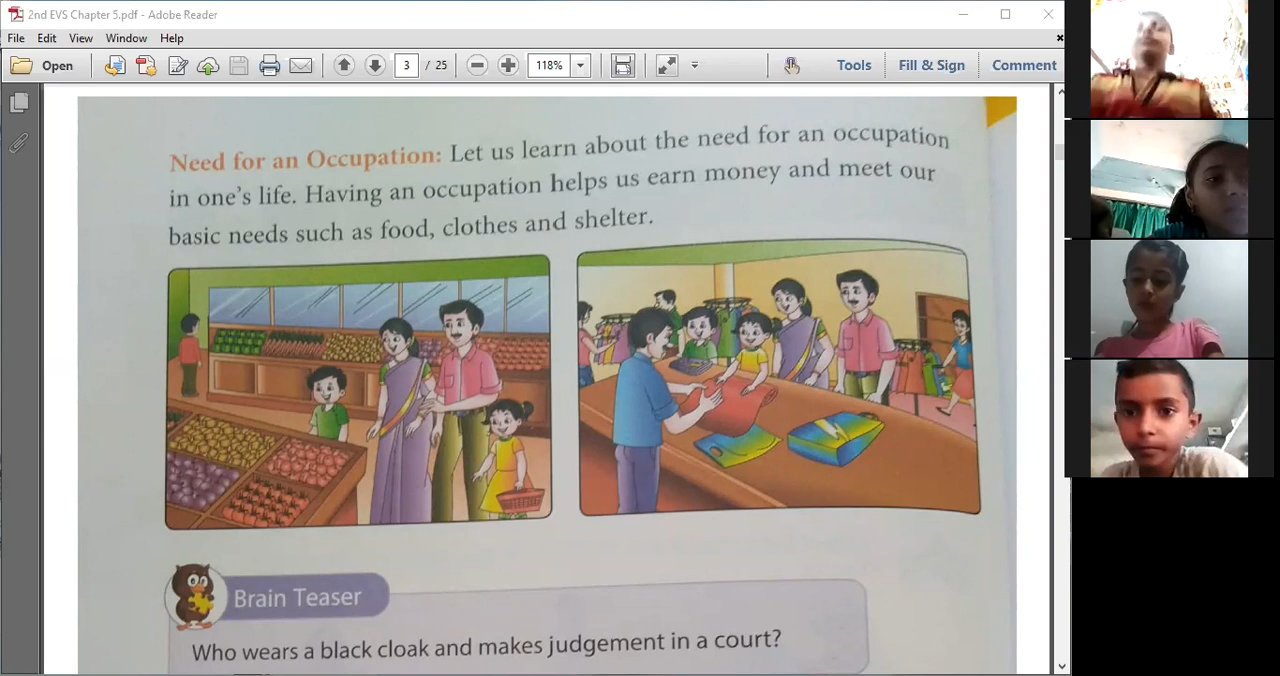 2nd EVS Chapter 5.pdf - Adobe Reader
File Edit View Window Help
Open 3 / 25 118% Tools Fill & Sign Comment
Need for an Occupation: Let us learn about the need for an occupation
in one's life. Having an occupation helps us earn money and meet our
basic needs such as food, clothes and shelter.
Brain Teaser
Who wears a black cloak and makes judgement in a court?